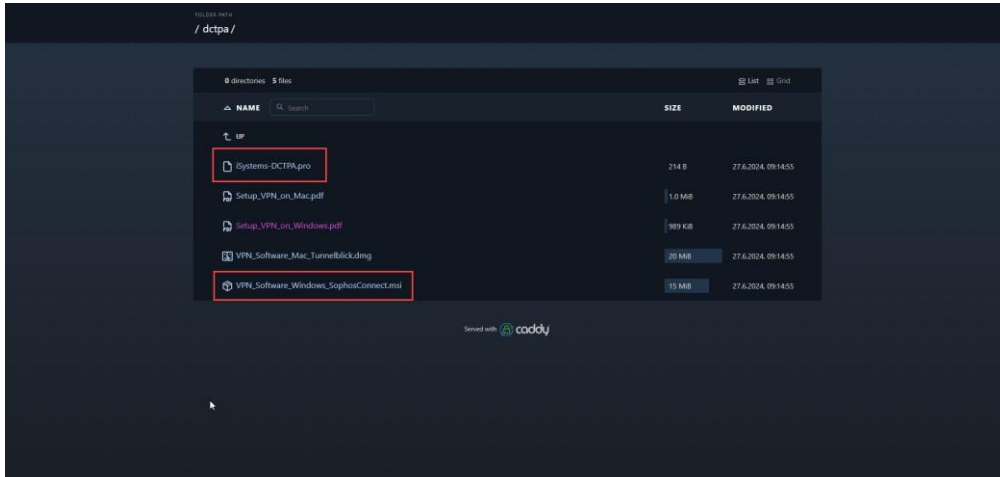 FOLDER PATH
/ dctpa /
0 directories 5 files List Grid
NAME Search SIZE MODIFIED
UP
iSystems-DCTPA.pro 214 B 27.6.2024, 09:14:55
Setup_VPN_on_Mac.pdf 1.0 MiB 27.6.2024, 09:14:55
Setup_VPN_on_Windows.pdf 989 KiB 27.6.2024, 09:14:55
VPN_Software_Mac_Tunnelblick.dmg 20 MiB 27.6.2024, 09:14:55
VPN_Software_Windows_SophosConnect.msi 15 MiB 27.6.2024, 09:14:55
Served with caddy